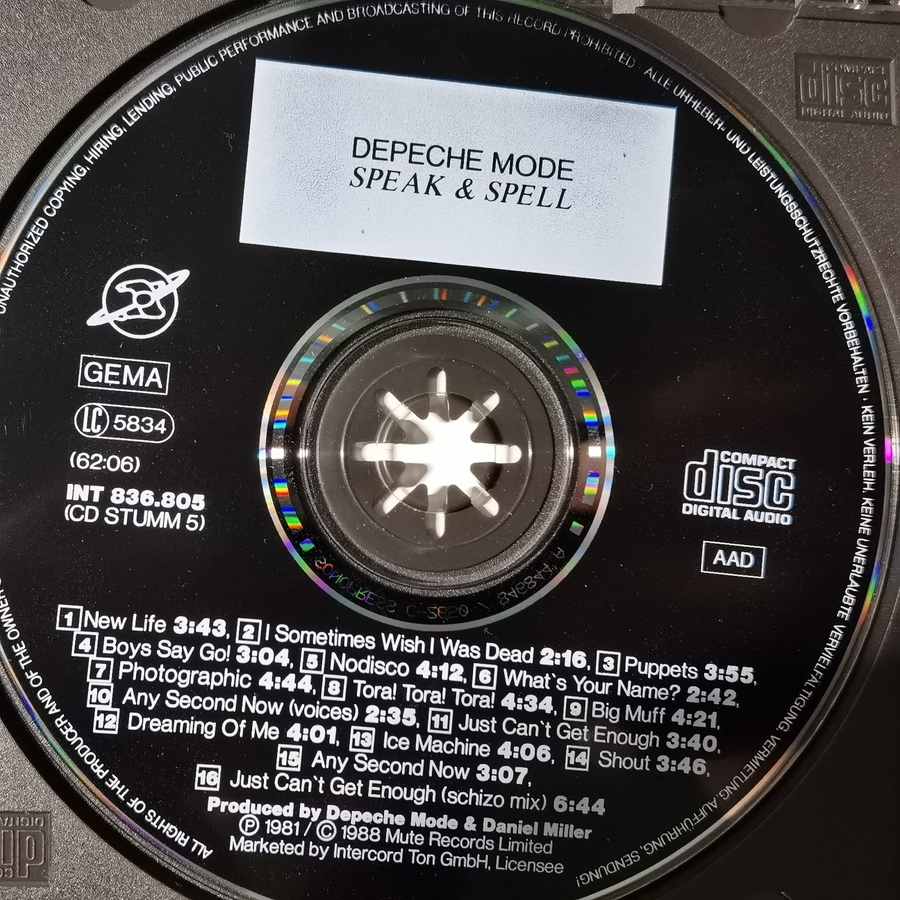 UNAUTHORIZED COPYING, HIRING, LENDING, PUBLIC PERFORMANCE AND BROADCASTING OF THIS RECORD PROHIBITED · ALLE URHEBER- UND LEISTUNGSSCHUTZRECHTE VORBEHALTEN · KEIN VERLEIH, KEINE UNERLAUBTE VERVIELFÄLTIGUNG, VERMIETUNG, AUFFÜHRUNG, SENDUNG!
ALL RIGHTS OF THE PRODUCER AND OF THE OWNER
COMPACT
disc
DIGITAL AUDIO
DEPECHE MODE
SPEAK & SPELL
GEMA
LC 5834
(62:06)
INT 836.805
(CD STUMM 5)
COMPACT
disc
DIGITAL AUDIO
AAD
1 New Life 3:43, 2 I Sometimes Wish I Was Dead 2:16, 3 Puppets 3:55,
4 Boys Say Go! 3:04, 5 Nodisco 4:12, 6 What`s Your Name? 2:42,
7 Photographic 4:44, 8 Tora! Tora! Tora! 4:34, 9 Big Muff 4:21,
10 Any Second Now (voices) 2:35, 11 Just Can`t Get Enough 3:40,
12 Dreaming Of Me 4:01, 13 Ice Machine 4:06, 14 Shout 3:46,
15 Any Second Now 3:07,
16 Just Can`t Get Enough (schizo mix) 6:44
Produced by Depeche Mode & Daniel Miller
Ⓟ 1981/© 1988 Mute Records Limited
Marketed by Intercord Ton GmbH, Licensee